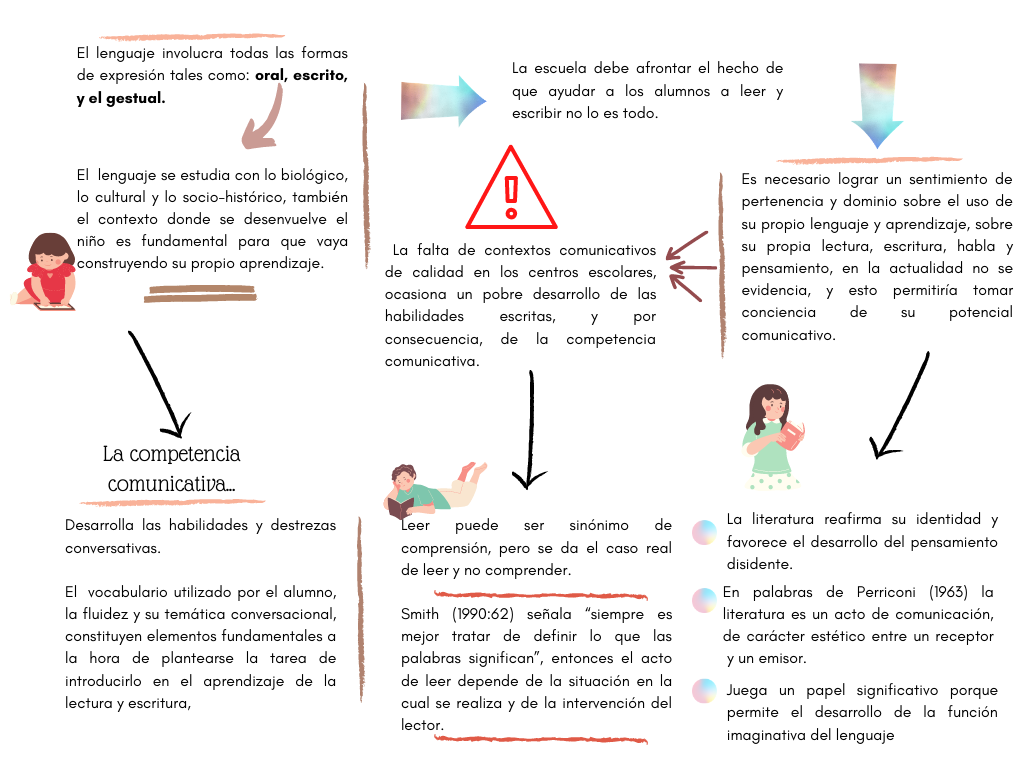 El lenguaje involucra todas las formas
de expresión tales como: oral, escrito,
y el gestual.
El lenguaje se estudia con lo biológico,
lo cultural y lo socio-histórico, también
el contexto donde se desenvuelve el
niño es fundamental para que vaya
construyendo su propio aprendizaje.
La escuela debe afrontar el hecho de
que ayudar a los alumnos a leer y
escribir no lo es todo.
La falta de contextos comunicativos
de calidad en los centros escolares,
ocasiona un pobre desarrollo de las
habilidades escritas, y por
consecuencia, de la competencia
comunicativa.
Es necesario lograr un sentimiento de
pertenencia y dominio sobre el uso de
su propio lenguaje y aprendizaje, sobre
su propia lectura, escritura, habla y
pensamiento, en la actualidad no se
evidencia, y esto permitiría tomar
conciencia de su potencial
comunicativo.
La competencia
comunicativa...
Desarrolla las habilidades y destrezas
conversativas.
El vocabulario utilizado por el alumno,
la fluidez y su temática conversacional,
constituyen elementos fundamentales a
la hora de plantearse la tarea de
introducirlo en el aprendizaje de la
lectura y escritura,
Leer puede ser sinónimo de
comprensión, pero se da el caso real
de leer y no comprender.
Smith (1990:62) señala “siempre es
mejor tratar de definir lo que las
palabras significan”, entonces el acto
de leer depende de la situación en la
cual se realiza y de la intervención del
lector.
La literatura reafirma su identidad y
favorece el desarrollo del pensamiento
disidente.
En palabras de Perriconi (1963) la
literatura es un acto de comunicación,
de carácter estético entre un receptor
y un emisor.
Juega un papel significativo porque
permite el desarrollo de la función
imaginativa del lenguaje